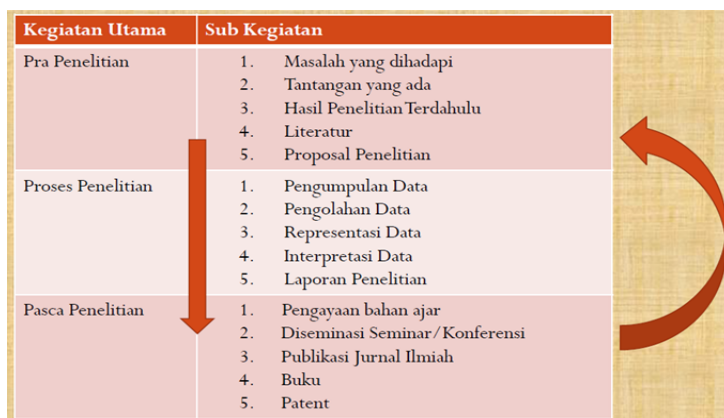 Kegiatan Utama Sub Kegiatan
Pra Penelitian
1. Masalah yang dihadapi
2. Tantangan yang ada
3. Hasil Penelitian Terdahulu
4. Literatur
5. Proposal Penelitian
Proses Penelitian
1. Pengumpulan Data
2. Pengolahan Data
3. Representasi Data
4. Interpretasi Data
5. Laporan Penelitian
Pasca Penelitian
1. Pengayaan bahan ajar
2. Diseminasi Seminar/Konferensi
3. Publikasi Jurnal Ilmiah
4. Buku
5. Patent